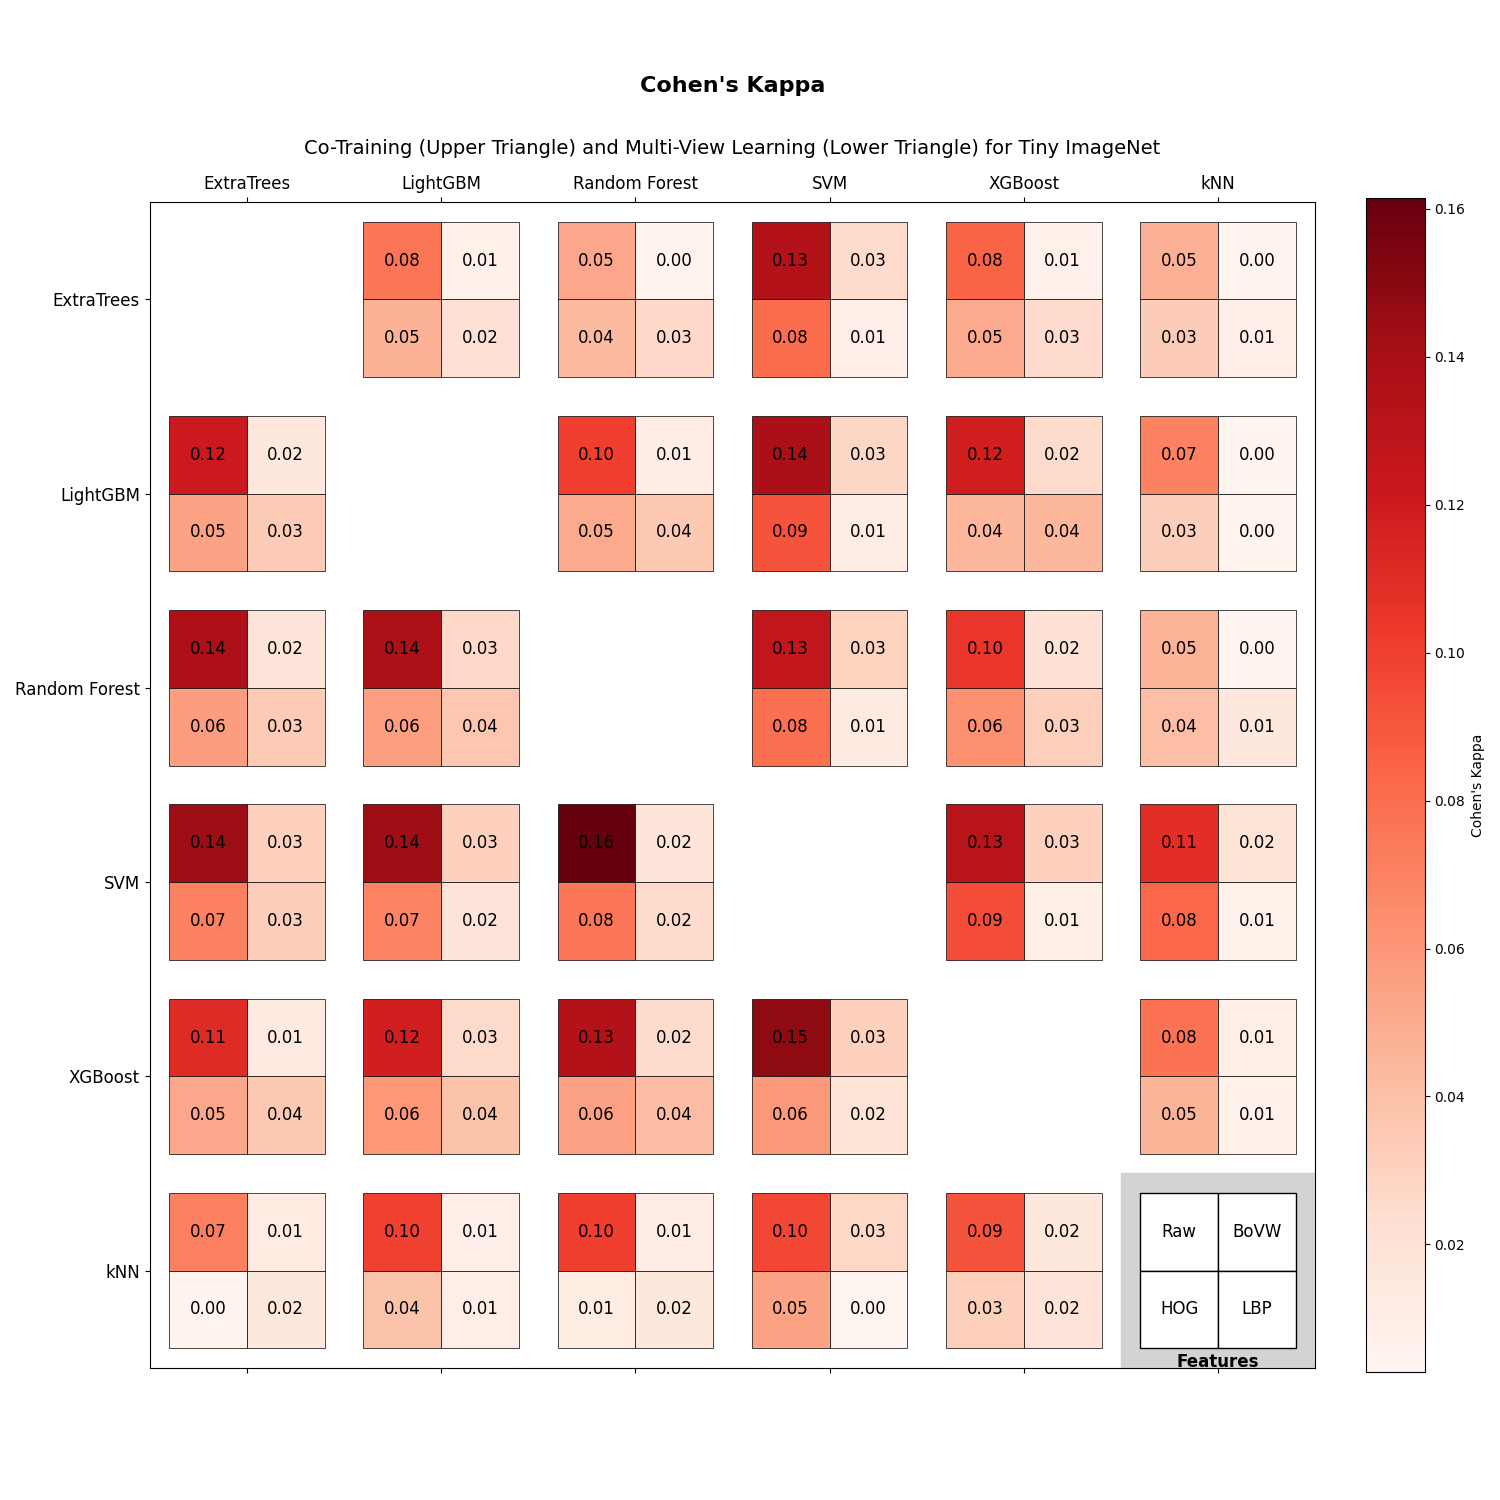 Cohen's Kappa
Co-Training (Upper Triangle) and Multi-View Learning (Lower Triangle) for Tiny ImageNet
ExtraTrees LightGBM Random Forest SVM XGBoost kNN
0.08 0.01 0.05 0.00 0.13 0.03 0.08 0.01 0.05 0.00
ExtraTrees
0.05 0.02 0.04 0.03 0.08 0.01 0.05 0.03 0.03 0.01
0.12 0.02 0.10 0.01 0.14 0.03 0.12 0.02 0.07 0.00
LightGBM
0.05 0.03 0.05 0.04 0.09 0.01 0.04 0.04 0.03 0.00
0.14 0.02 0.14 0.03 0.13 0.03 0.10 0.02 0.05 0.00
Random Forest
0.06 0.03 0.06 0.04 0.08 0.01 0.06 0.03 0.04 0.01
0.14 0.03 0.14 0.03 0.16 0.02 0.13 0.03 0.11 0.02
SVM
0.07 0.03 0.07 0.02 0.08 0.02 0.09 0.01 0.08 0.01
0.11 0.01 0.12 0.03 0.13 0.02 0.15 0.03 0.08 0.01
XGBoost
0.05 0.04 0.06 0.04 0.06 0.04 0.06 0.02 0.05 0.01
0.07 0.01 0.10 0.01 0.10 0.01 0.10 0.03 0.09 0.02 Raw BoVW
kNN
0.00 0.02 0.04 0.01 0.01 0.02 0.05 0.00 0.03 0.02 HOG LBP
Features
0.16
0.14
0.12
0.10
0.08
0.06
0.04
0.02
Cohen's Kappa